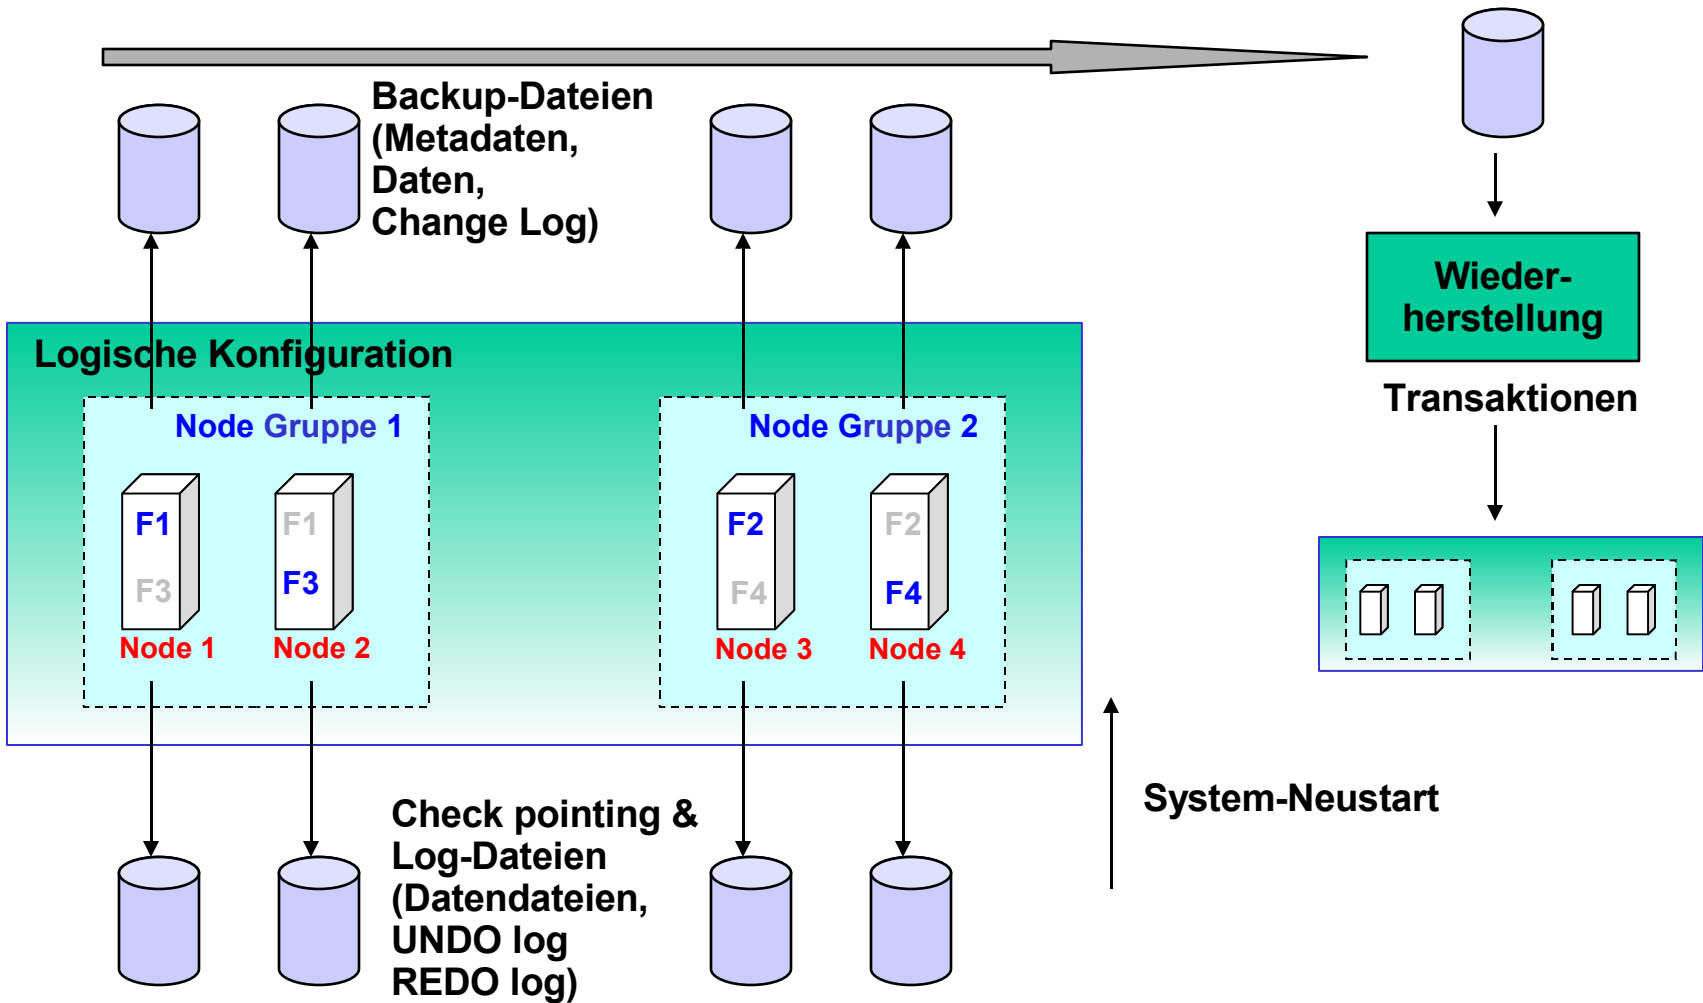 Backup-Dateien
(Metadaten,
Daten,
Change Log)
Wieder-
herstellung
Transaktionen
Logische Konfiguration
Node Gruppe 1
F1
F3
Node 1
F1
F3
Node 2
Node Gruppe 2
F2
F4
Node 3
F2
F4
Node 4
System-Neustart
Check pointing &
Log-Dateien
(Datendateien,
UNDO log
REDO log)